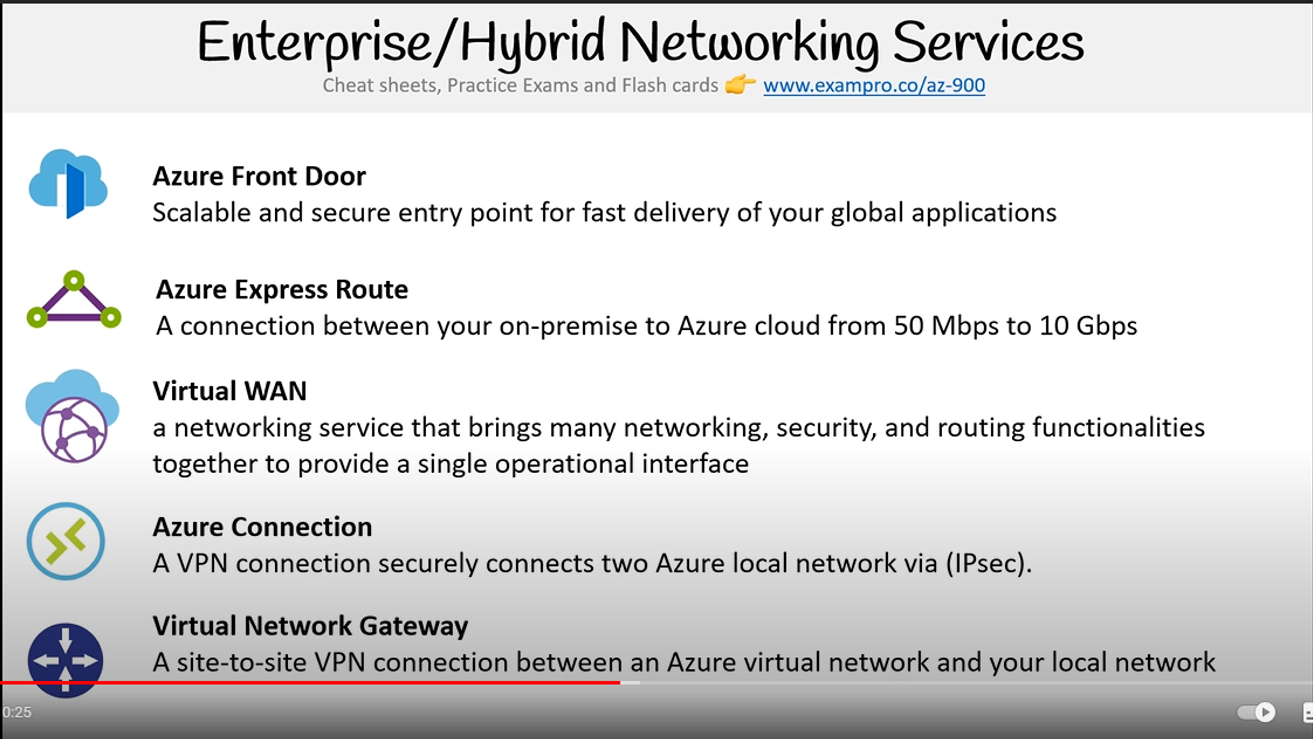 Enterprise/Hybrid Networking Services
Cheat sheets, Practice Exams and Flash cards 👉 www.exampro.co/az-900
Azure Front Door
Scalable and secure entry point for fast delivery of your global applications
Azure Express Route
A connection between your on-premise to Azure cloud from 50 Mbps to 10 Gbps
Virtual WAN
a networking service that brings many networking, security, and routing functionalities
together to provide a single operational interface
Azure Connection
A VPN connection securely connects two Azure local network via (IPsec).
Virtual Network Gateway
A site-to-site VPN connection between an Azure virtual network and your local network
0:25